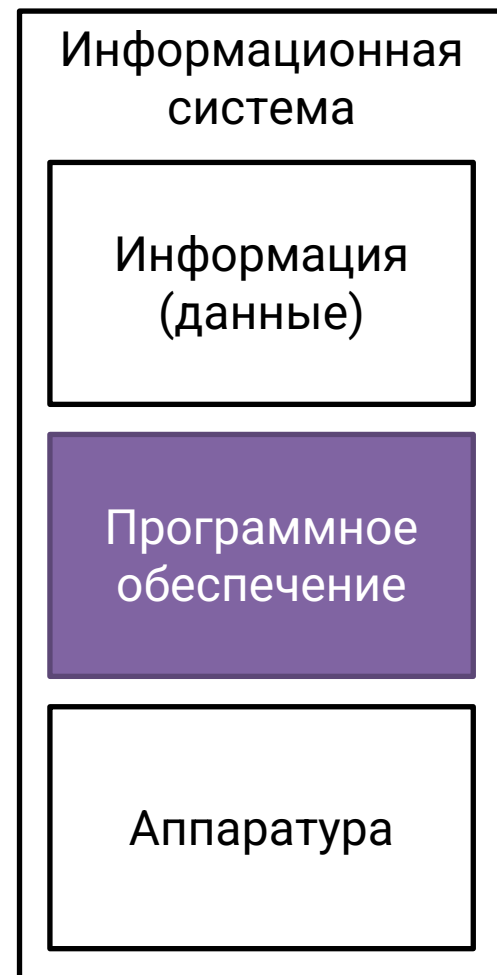 Информационная
система
Информация
(данные)
Программное
обеспечение
Аппаратура